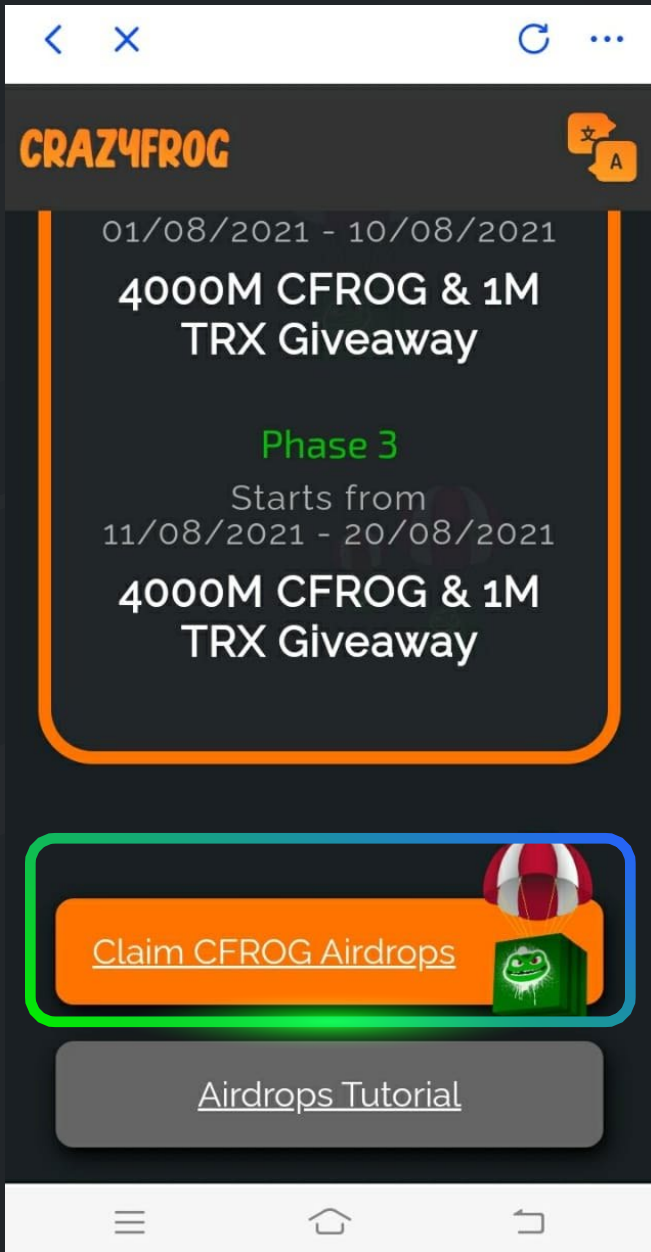 CRAZYFROG
文
A
01/08/2021 - 10/08/2021
4000M CFROG & 1M
TRX Giveaway
Phase 3
Starts from
11/08/2021 - 20/08/2021
4000M CFROG & 1M
TRX Giveaway
Claim CFROG Airdrops
Airdrops Tutorial